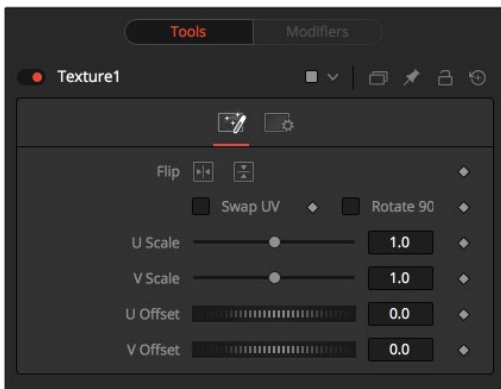 Tools Modifiers
Texture1
Flip
Swap UV Rotate 90
U Scale 1.0
V Scale 1.0
U Offset 0.0
V Offset 0.0